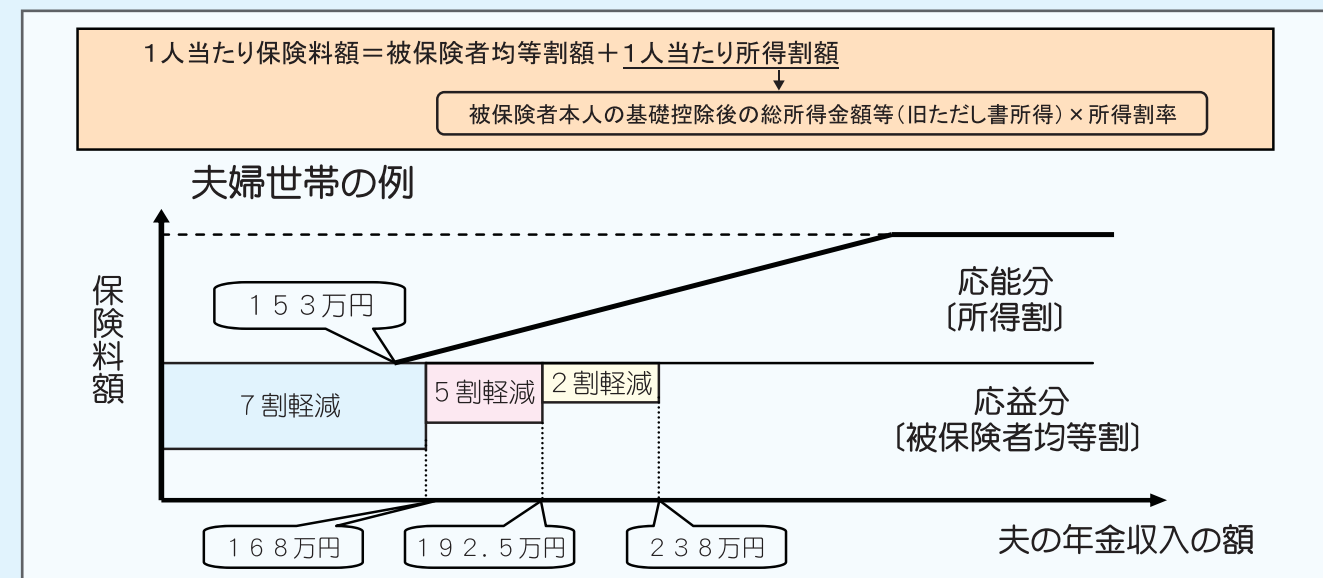 1人当たり保険料額＝被保険者均等割額＋1人当たり所得割額
被保険者本人の基礎控除後の総所得金額等（旧ただし書所得）×所得割率
夫婦世帯の例
保険料額
153万円
応能分
〔所得割〕
7割軽減
5割軽減
2割軽減
応益分
〔被保険者均等割〕
168万円
192.5万円
238万円
夫の年金収入の額